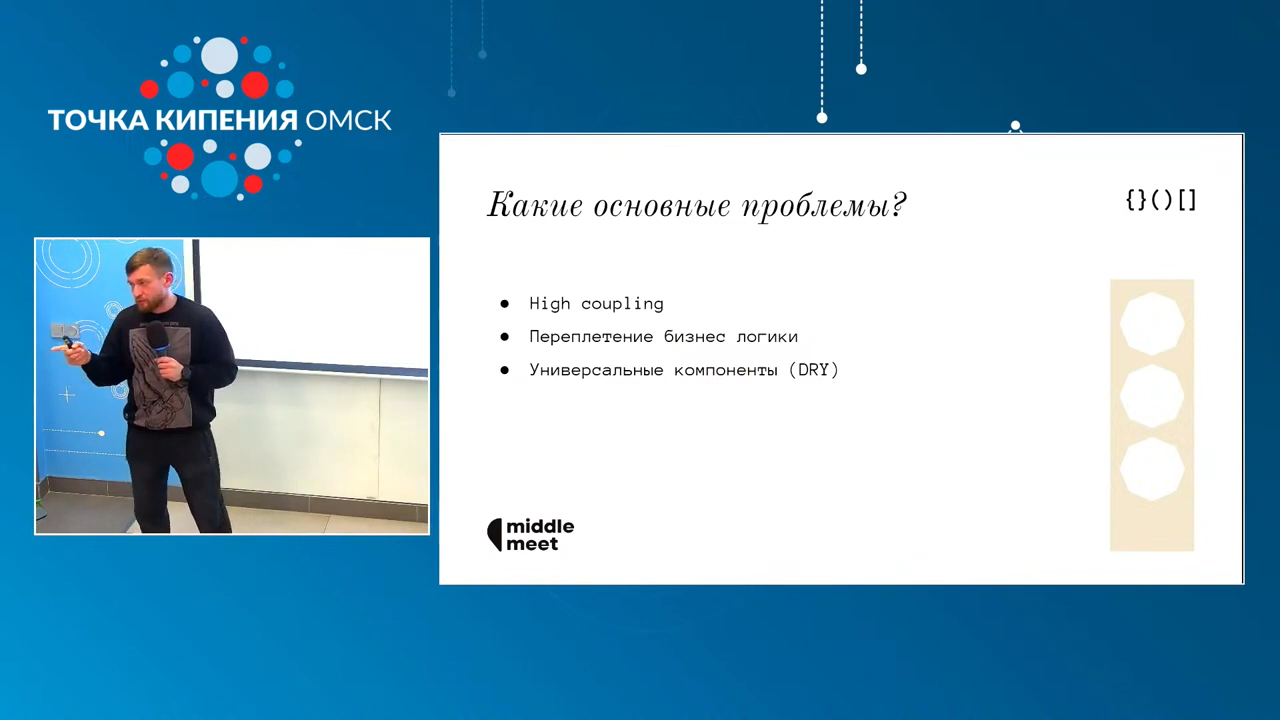 ТОЧКА КИПЕНИЯ ОМСК
Какие основные проблемы?
{}()[]
● High coupling
● Переплетение бизнес логики
● Универсальные компоненты (DRY)
middle
meet